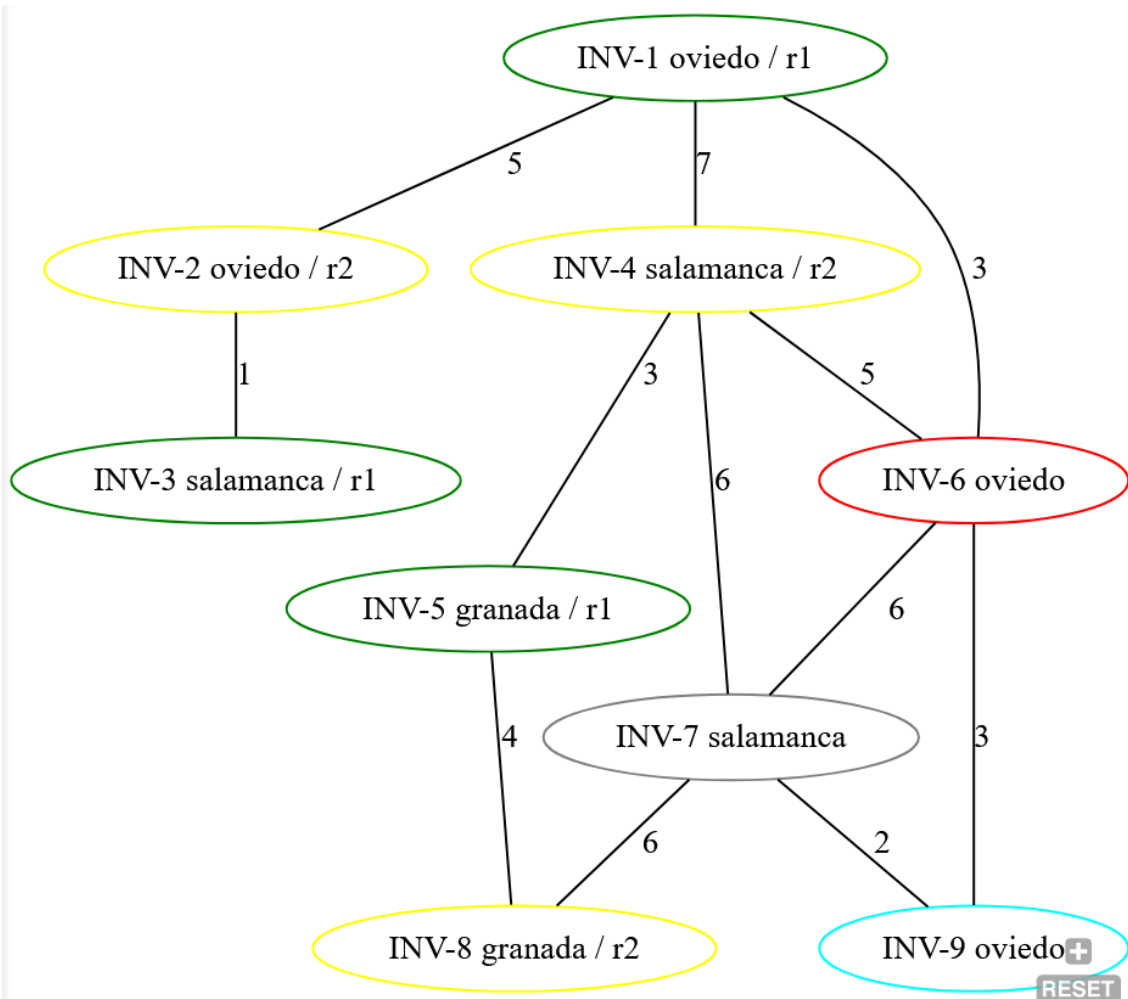 INV-1 oviedo / r1
5
7
INV-2 oviedo / r2
INV-4 salamanca / r2
3
1
3
5
INV-3 salamanca / r1
6
INV-6 oviedo
INV-5 granada / r1
6
4
INV-7 salamanca
3
6
2
INV-8 granada / r2
INV-9 oviedo
+
RESET